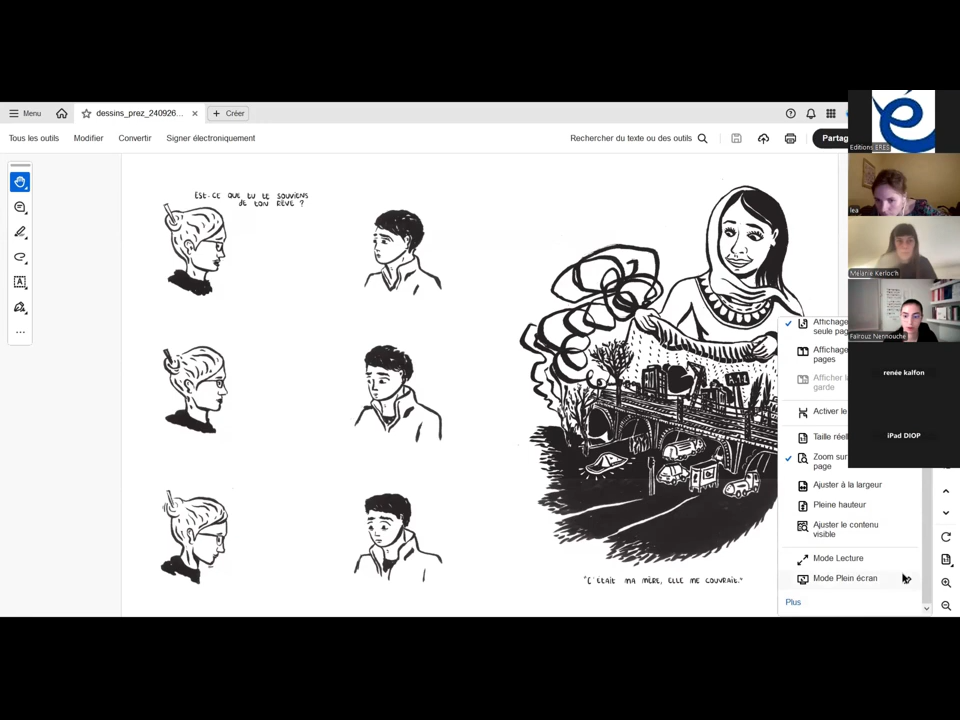 Menu
dessins_prez_240926...
Créer
Tous les outils
Modifier
Convertir
Signer électroniquement
Rechercher du texte ou des outils
Partag
EST-CE QUE TU TE SOUVIENS
DE TON RÊVE ?
"C'ÉTAIT MA MÈRE, ELLE ME COUVRAIT."
Affichage
seule pag
Affichage
pages
Afficher l
garde
Activer le
Taille réel
Zoom sur
page
Ajuster à la largeur
Pleine hauteur
Ajuster le contenu
visible
Mode Lecture
Mode Plein écran
Plus
é
Editions ERES
lea
Mélanie Kerloc'h
Fairouz Nennouche
renée kalfon
iPad DIOP